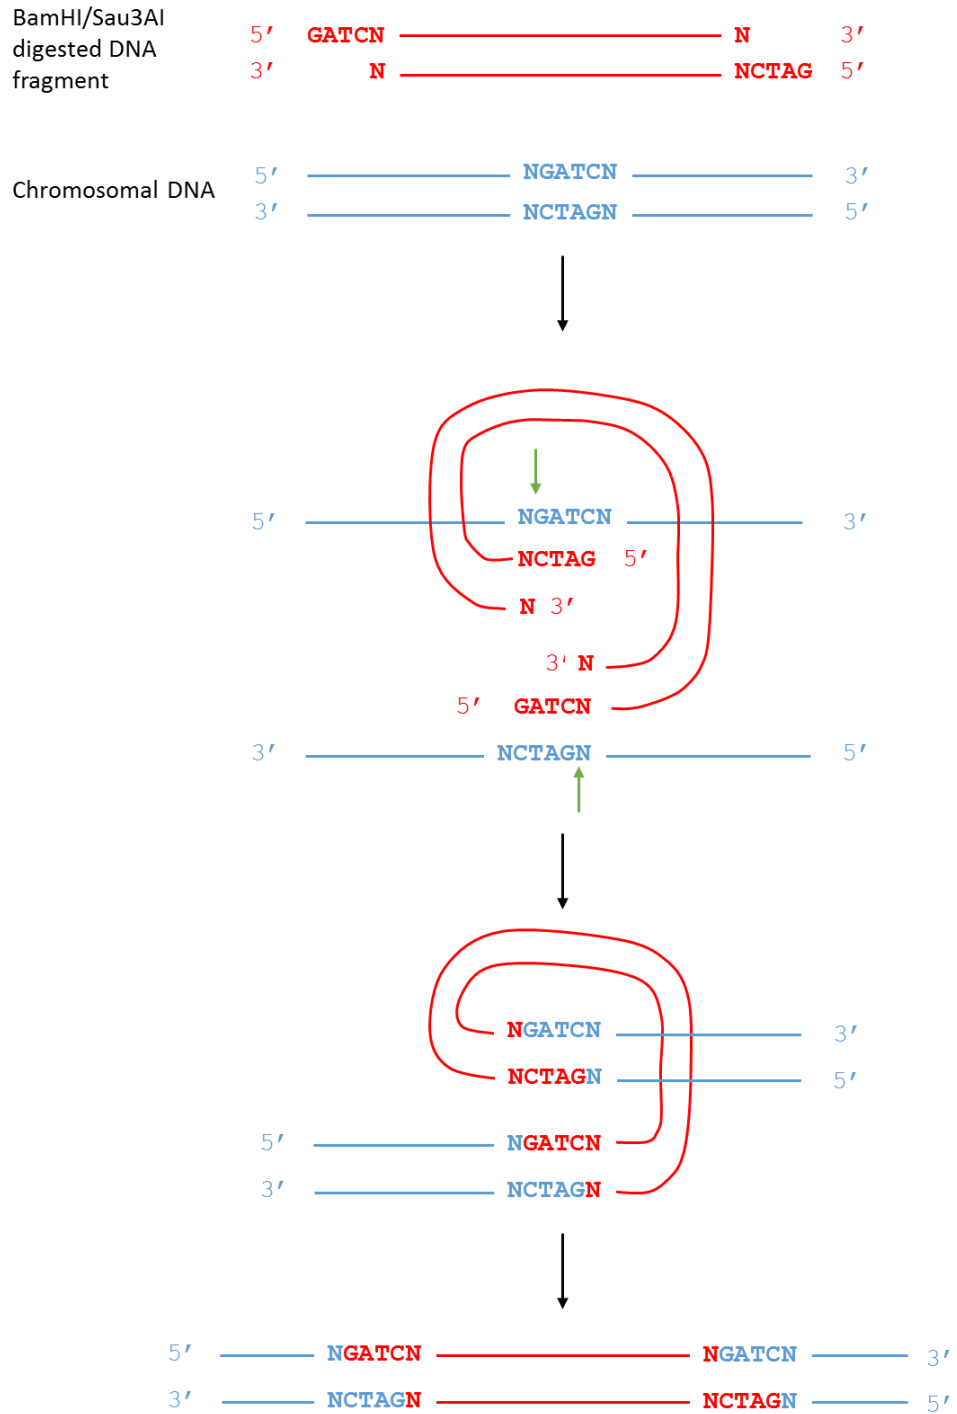 BamHI/Sau3AI
digested DNA
fragment
5′ GATCN N 3′
3′ N NCTAG 5′
Chromosomal DNA
5′ NGATCN 3′
3′ NCTAGN 5′
5′ NGATCN 3′
NCTAG 5′
N 3′
3′ N
5′ GATCN
3′ NCTAGN 5′
NGATCN 3′
NCTAGN 5′
5′ NGATCN
3′ NCTAGN
5′ NGATCN NGATCN 3′
3′ NCTAGN NCTAGN 5′